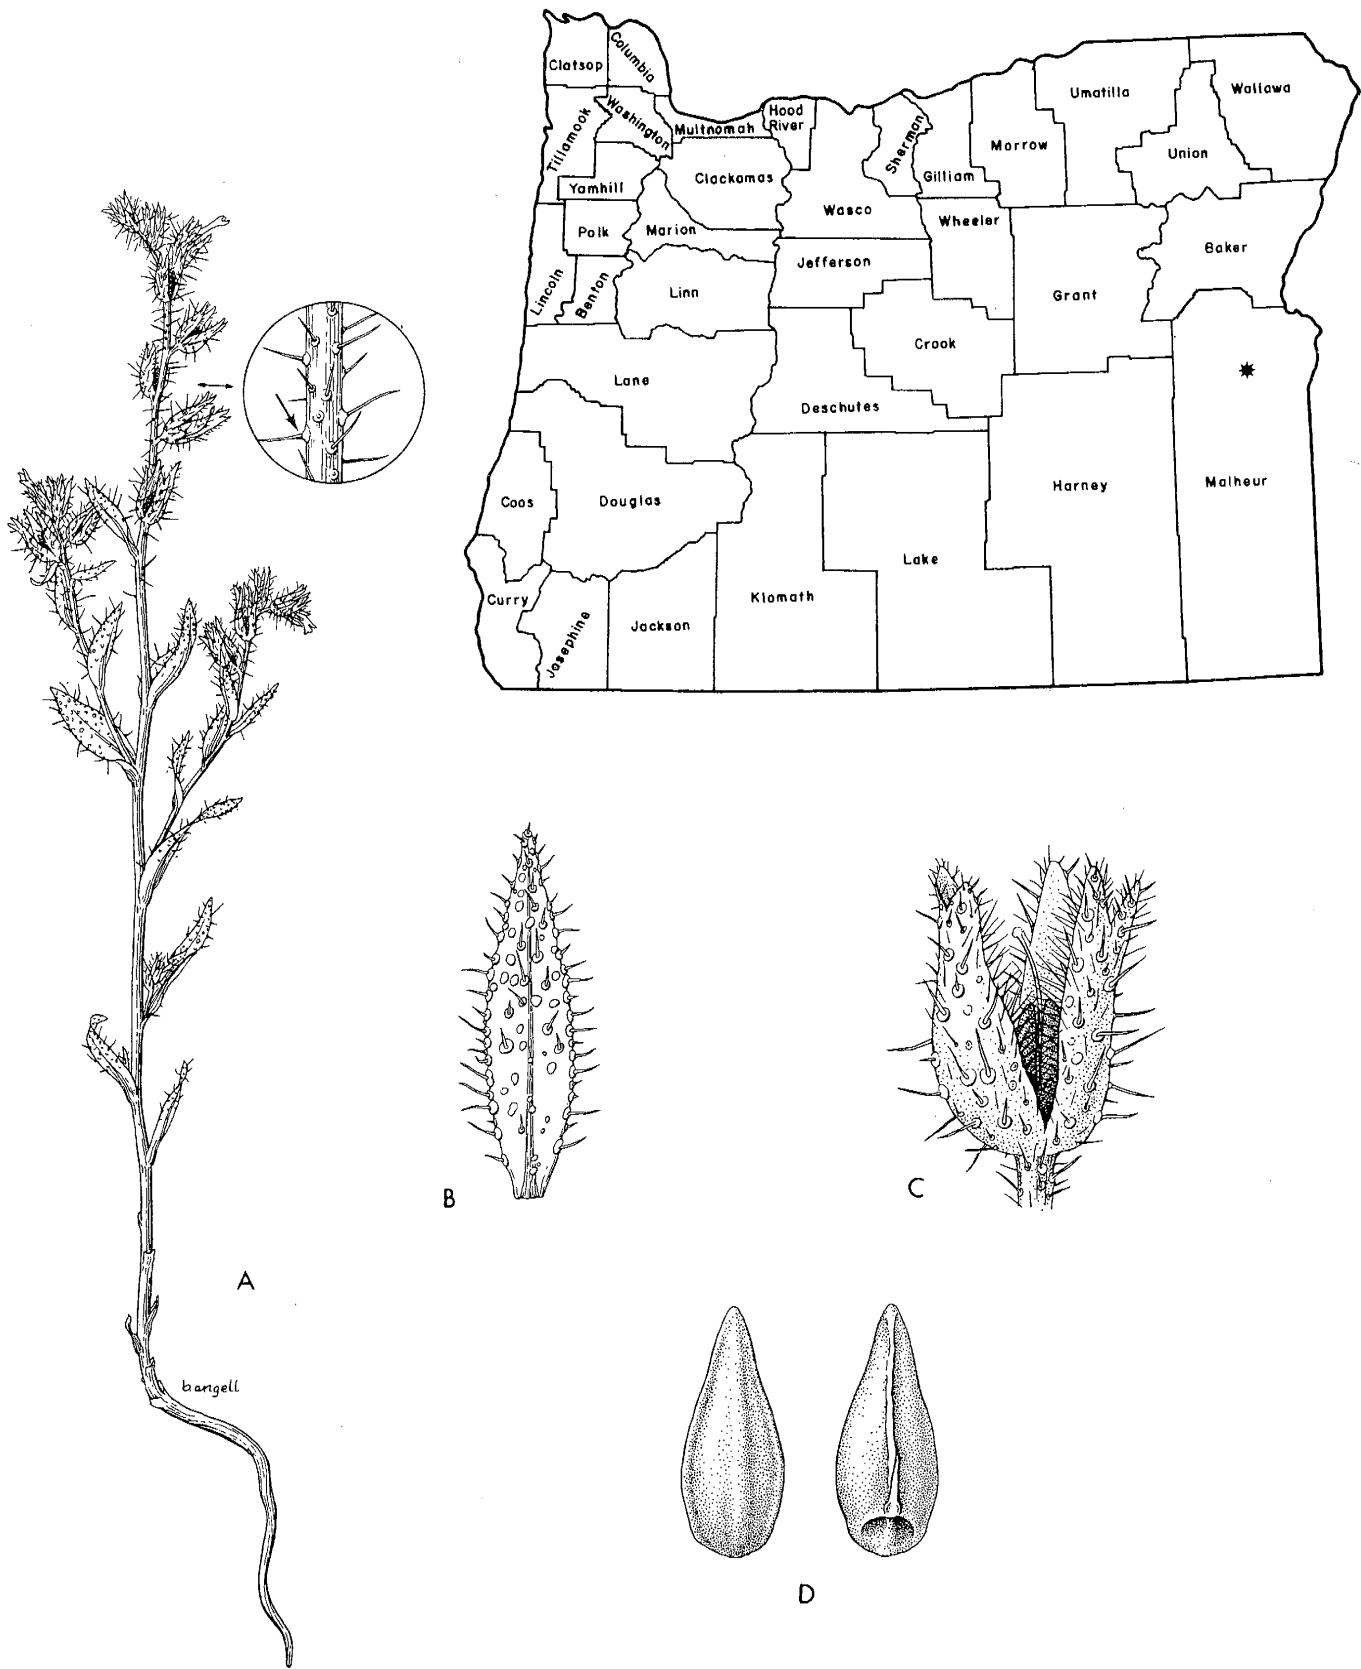 Clatsop
Columbia
Tillamook
Washington
Multnomah
Hood
River
Sherman
Gilliam
Morrow
Umatilla
Union
Wallawa
Yamhill
Clackamas
Polk
Marion
Wasco
Wheeler
Lincoln
Benton
Linn
Jefferson
Grant
Baker
Crook
Lane
Deschutes
Coos
Douglas
Harney
Malheur
Curry
Josephine
Jackson
Klamath
Lake
A
b.angell
B
C
D